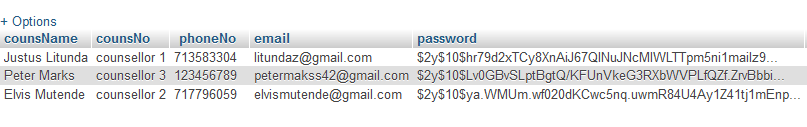 + Options
counsName counsNo phoneNo email password
Justus Litunda counsellor 1 713583304 litundaz@gmail.com $2y$10$hr79d2xTCy8XnAiJ67QINuJNcMIWLTTpm5ni1mailz9...
Peter Marks counsellor 3 123456789 petermakss42@gmail.com $2y$10$Lv0GBvSLptBgtQ/KFUnVkeG3RXbWVPLfQZf.ZrvBbbi...
Elvis Mutende counsellor 2 717796059 elvismutende@gmail.com $2y$10$ya.WMUm.wf020dKCwc5nq.uwmR84U4Ay1Z41tj1mEnp...